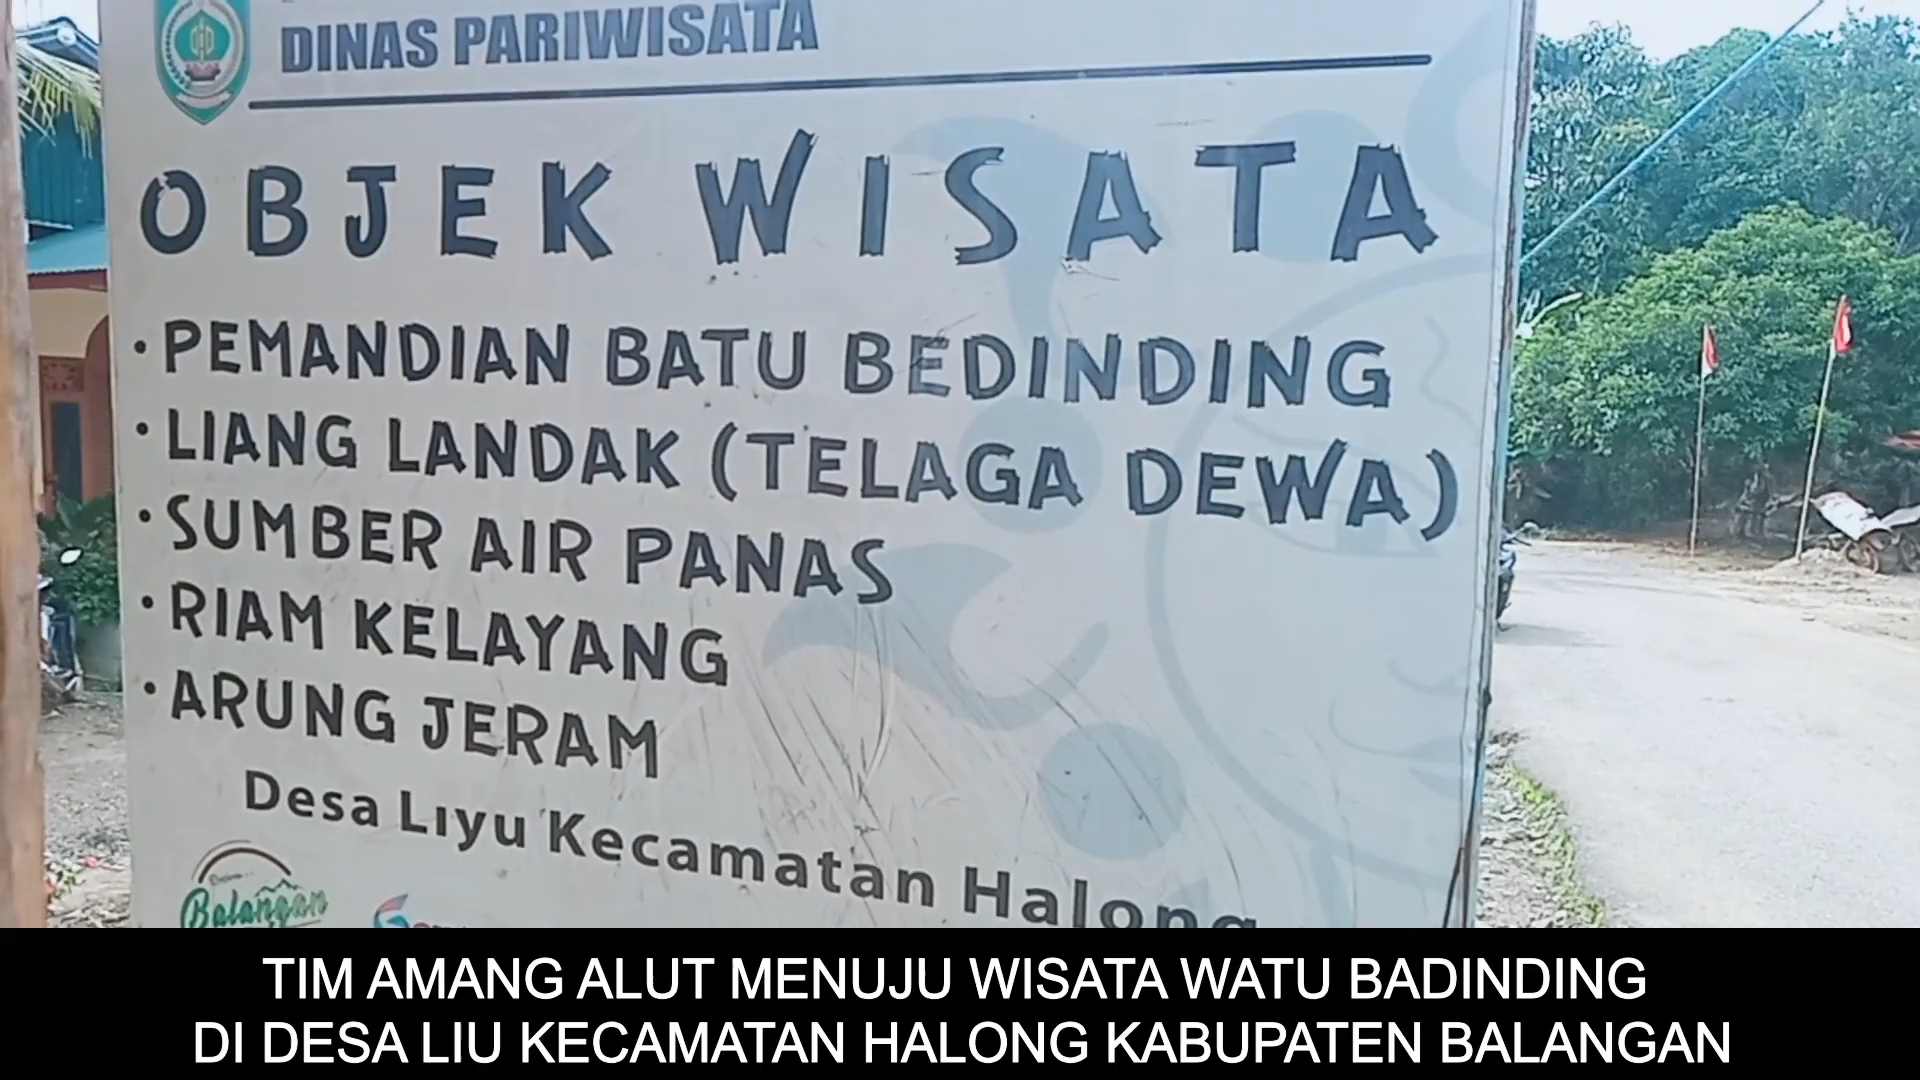 DINAS PARIWISATA
OBJEK WISATA
• PEMANDIAN BATU BEDINDING
• LIANG LANDAK (TELAGA DEWA)
• SUMBER AIR PANAS
• RIAM KELAYANG
• ARUNG JERAM
Desa Liyu Kecamatan Halong
Balangan
TIM AMANG ALUT MENUJU WISATA WATU BADINDING
DI DESA LIU KECAMATAN HALONG KABUPATEN BALANGAN